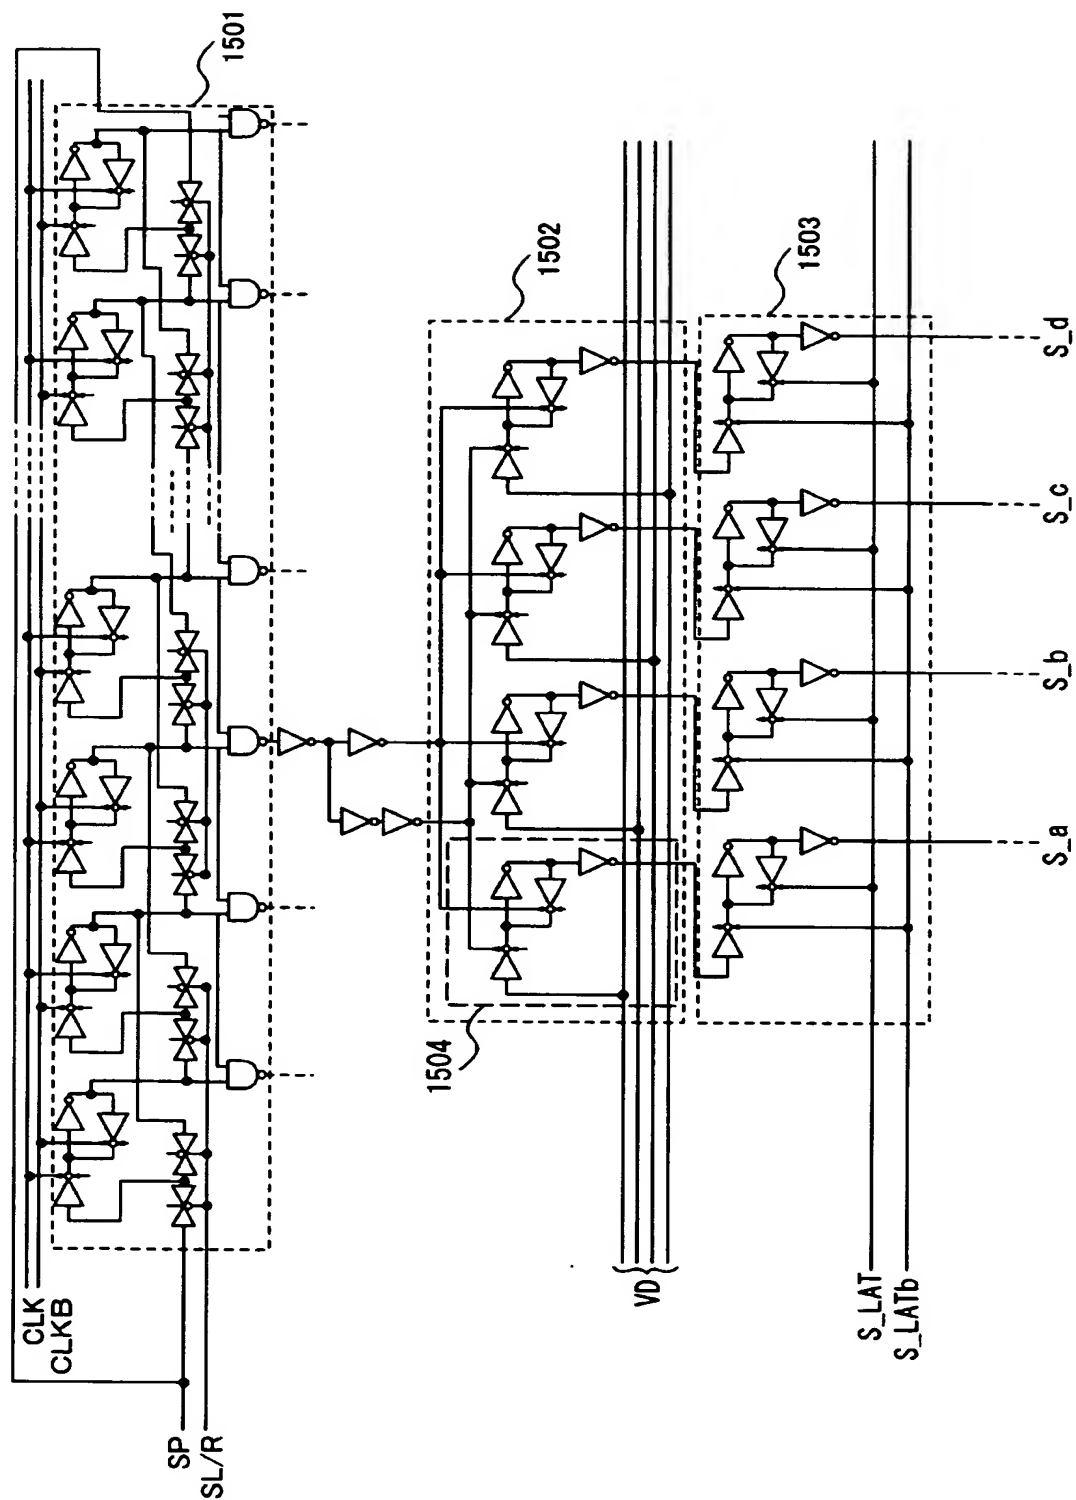 CLK
CLKB
SP
SL/R
1501
1502
1503
1504
VD
S_LAT
S_LATb
S_a
S_b
S_c
S_d